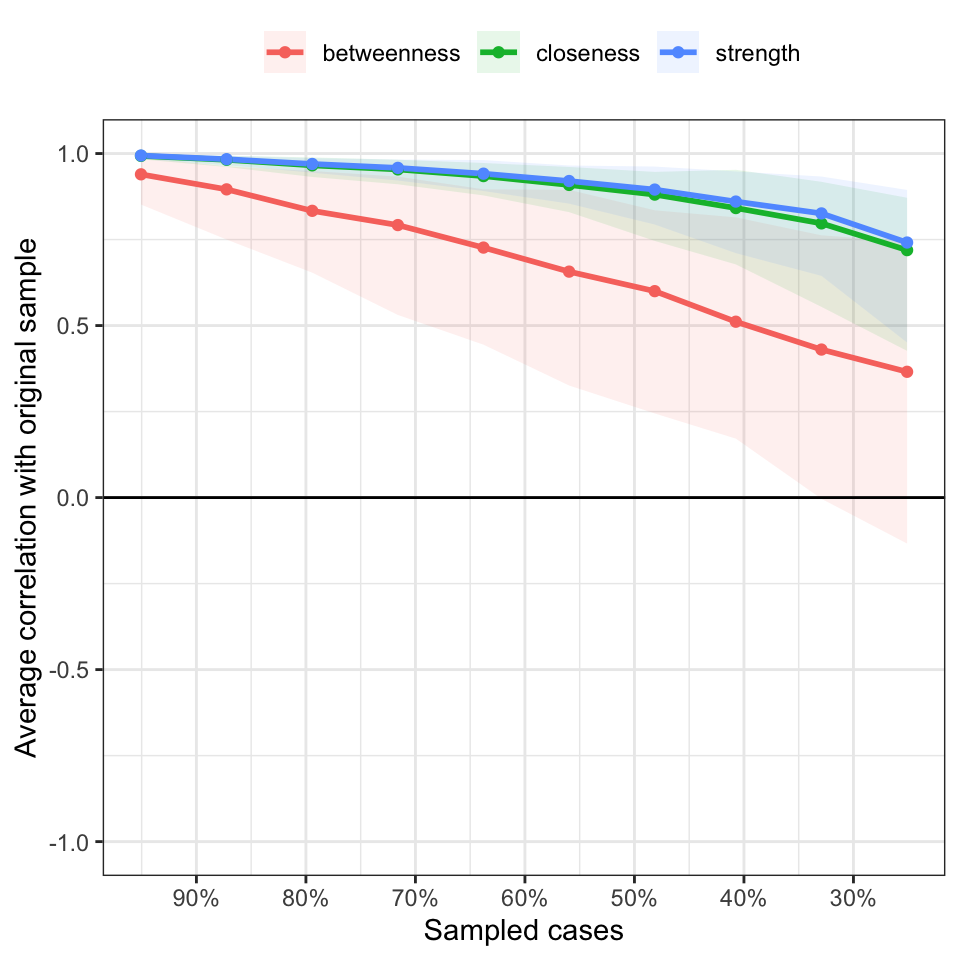 betweenness closeness strength
Average correlation with original sample
1.0
0.5
0.0
-0.5
-1.0
90% 80% 70% 60% 50% 40% 30%
Sampled cases